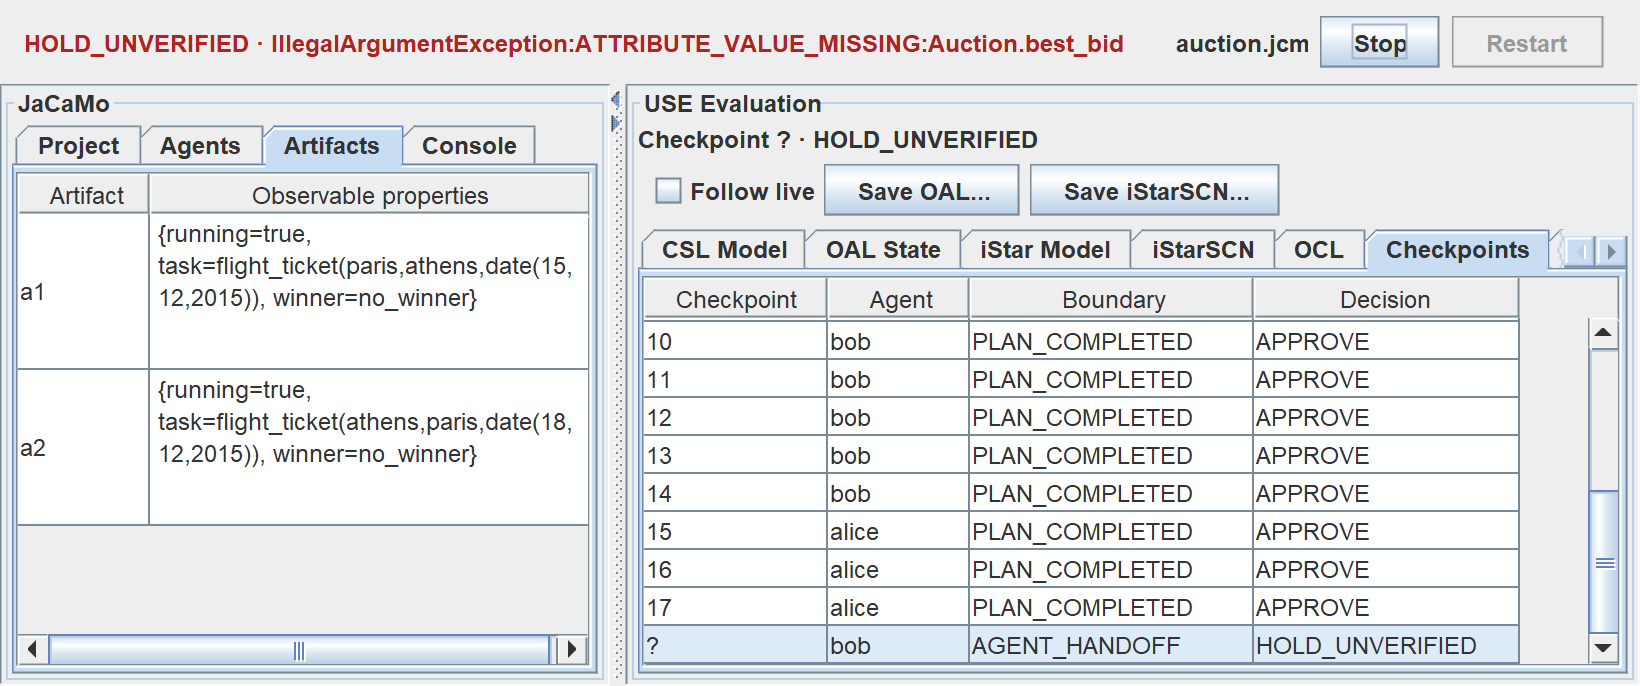 HOLD_UNVERIFIED · IllegalArgumentException:ATTRIBUTE_VALUE_MISSING:Auction.best_bid auction.jcm Stop Restart
JaCaMo
Project Agents Artifacts Console
Artifact Observable properties
a1
{running=true,
task=flight_ticket(paris,athens,date(15,
12,2015)), winner=no_winner}
a2
{running=true,
task=flight_ticket(athens,paris,date(18,
12,2015)), winner=no_winner}
USE Evaluation
Checkpoint ? · HOLD_UNVERIFIED
Follow live Save OAL... Save iStarSCN...
CSL Model OAL State iStar Model iStarSCN OCL Checkpoints
Checkpoint Agent Boundary Decision
10 bob PLAN_COMPLETED APPROVE
11 bob PLAN_COMPLETED APPROVE
12 bob PLAN_COMPLETED APPROVE
13 bob PLAN_COMPLETED APPROVE
14 bob PLAN_COMPLETED APPROVE
15 alice PLAN_COMPLETED APPROVE
16 alice PLAN_COMPLETED APPROVE
17 alice PLAN_COMPLETED APPROVE
? bob AGENT_HANDOFF HOLD_UNVERIFIED